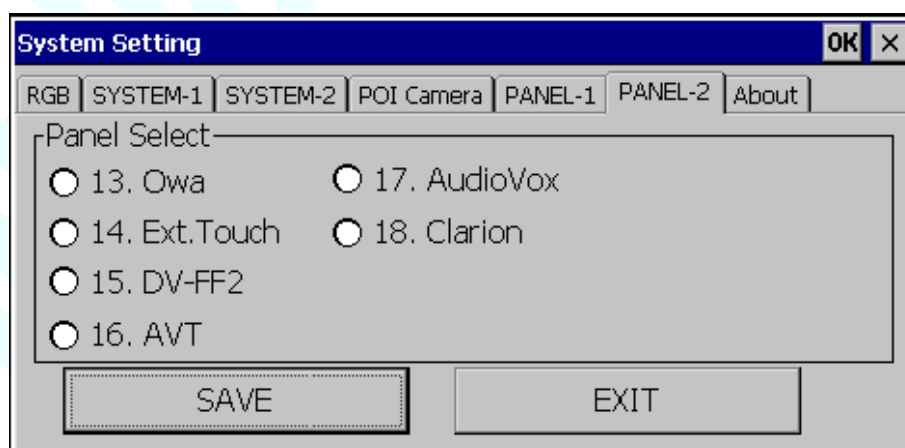 System Setting OK ×
RGB SYSTEM-1 SYSTEM-2 POI Camera PANEL-1 PANEL-2 About
Panel Select
13. Owa 17. AudioVox
14. Ext.Touch 18. Clarion
15. DV-FF2
16. AVT
SAVE EXIT